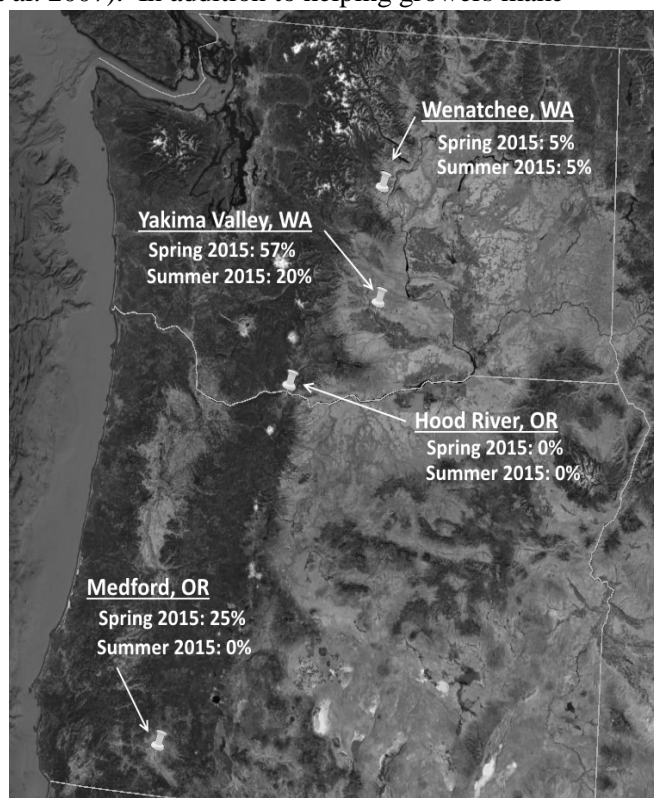 al. 2007).  In addition to helping growers make
Wenatchee, WA
Spring 2015: 5%
Summer 2015: 5%
Yakima Valley, WA
Spring 2015: 57%
Summer 2015: 20%
Hood River, OR
Spring 2015: 0%
Summer 2015: 0%
Medford, OR
Spring 2015: 25%
Summer 2015: 0%